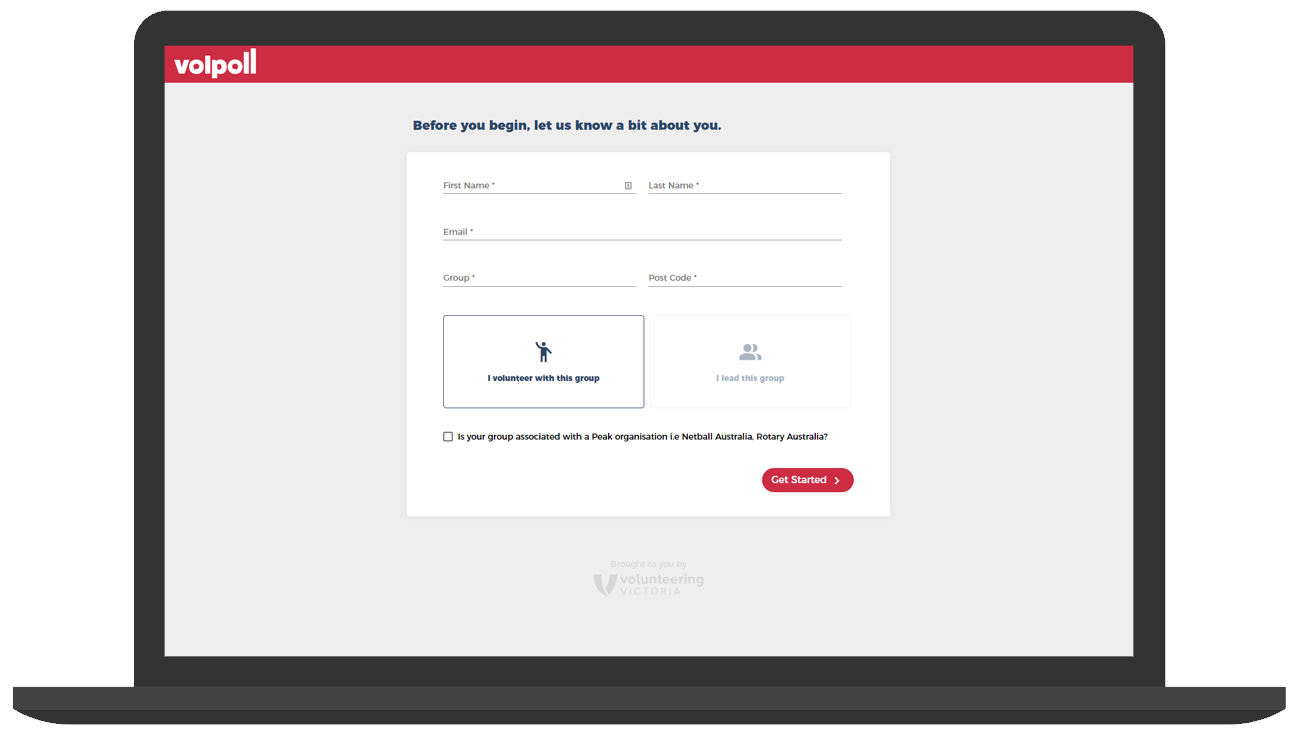 volpoll
Before you begin, let us know a bit about you.
First Name *
Last Name *
Email *
Group *
Post Code *
I volunteer with this group
I lead this group
Is your group associated with a Peak organisation i.e Netball Australia, Rotary Australia?
Get Started
Brought to you by
volunteering
VICTORIA